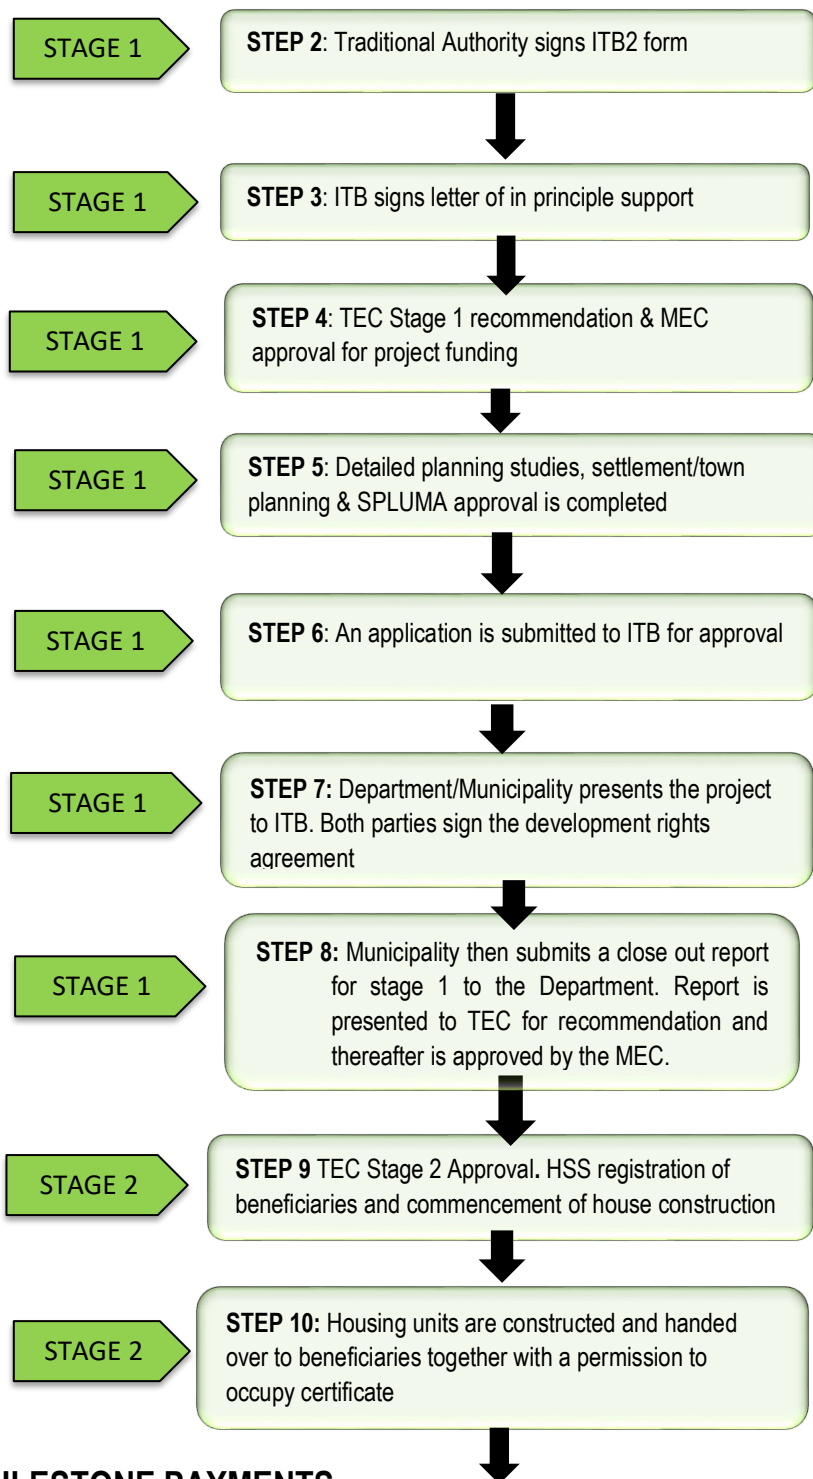 STAGE 1
STEP 2: Traditional Authority signs ITB2 form
STAGE 1
STEP 3: ITB signs letter of in principle support
STAGE 1
STEP 4: TEC Stage 1 recommendation & MEC
approval for project funding
STAGE 1
STEP 5: Detailed planning studies, settlement/town
planning & SPLUMA approval is completed
STAGE 1
STEP 6: An application is submitted to ITB for approval
STAGE 1
STEP 7: Department/Municipality presents the project
to ITB. Both parties sign the development rights
agreement
STAGE 1
STEP 8: Municipality then submits a close out report
for stage 1 to the Department. Report is
presented to TEC for recommendation and
thereafter is approved by the MEC.
STAGE 2
STEP 9 TEC Stage 2 Approval. HSS registration of
beneficiaries and commencement of house construction
STAGE 2
STEP 10: Housing units are constructed and handed
over to beneficiaries together with a permission to
occupy certificate
ILESTONE PAYMENTS